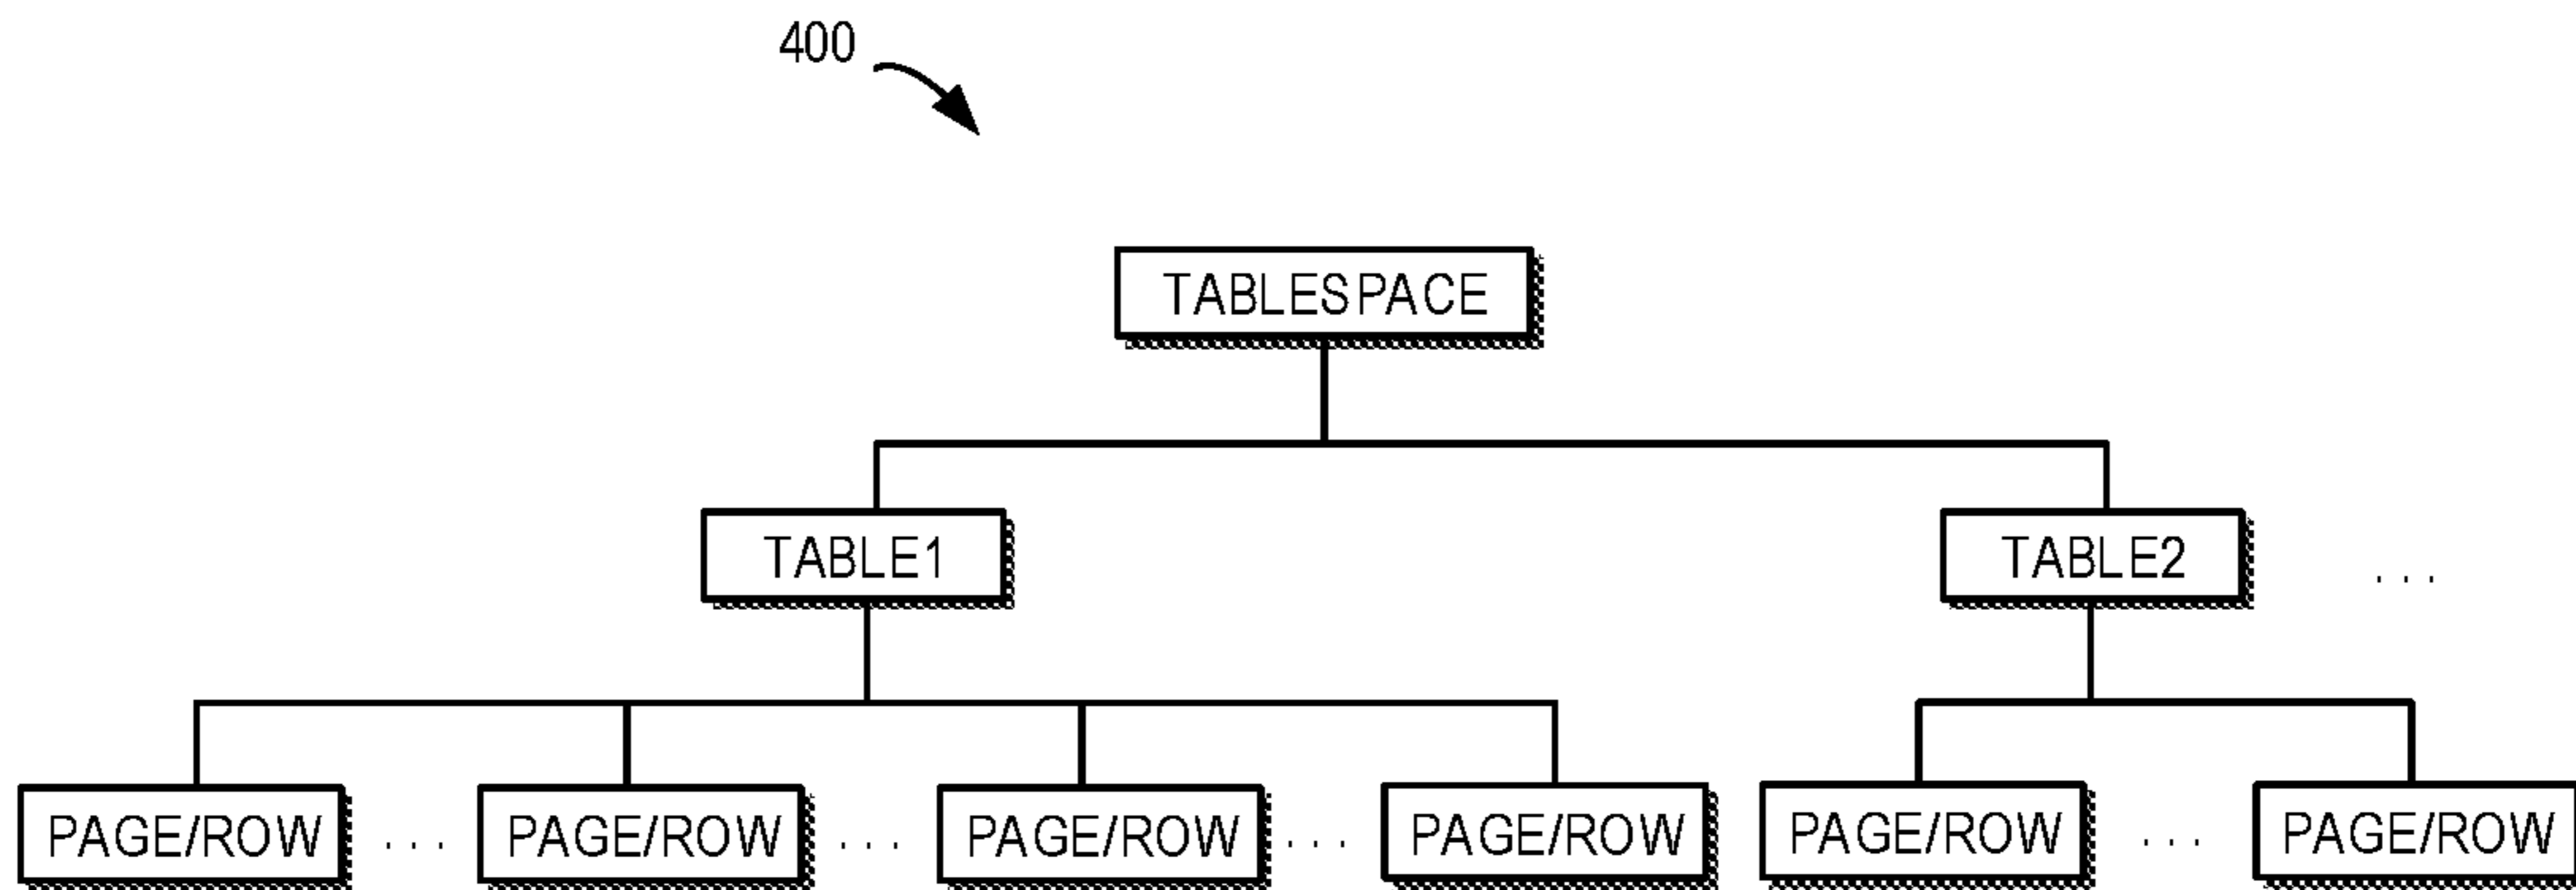 400
TABLESPACE
TABLE1 TABLE2 ...
PAGE/ROW ... PAGE/ROW ... PAGE/ROW ... PAGE/ROW PAGE/ROW ... PAGE/ROW